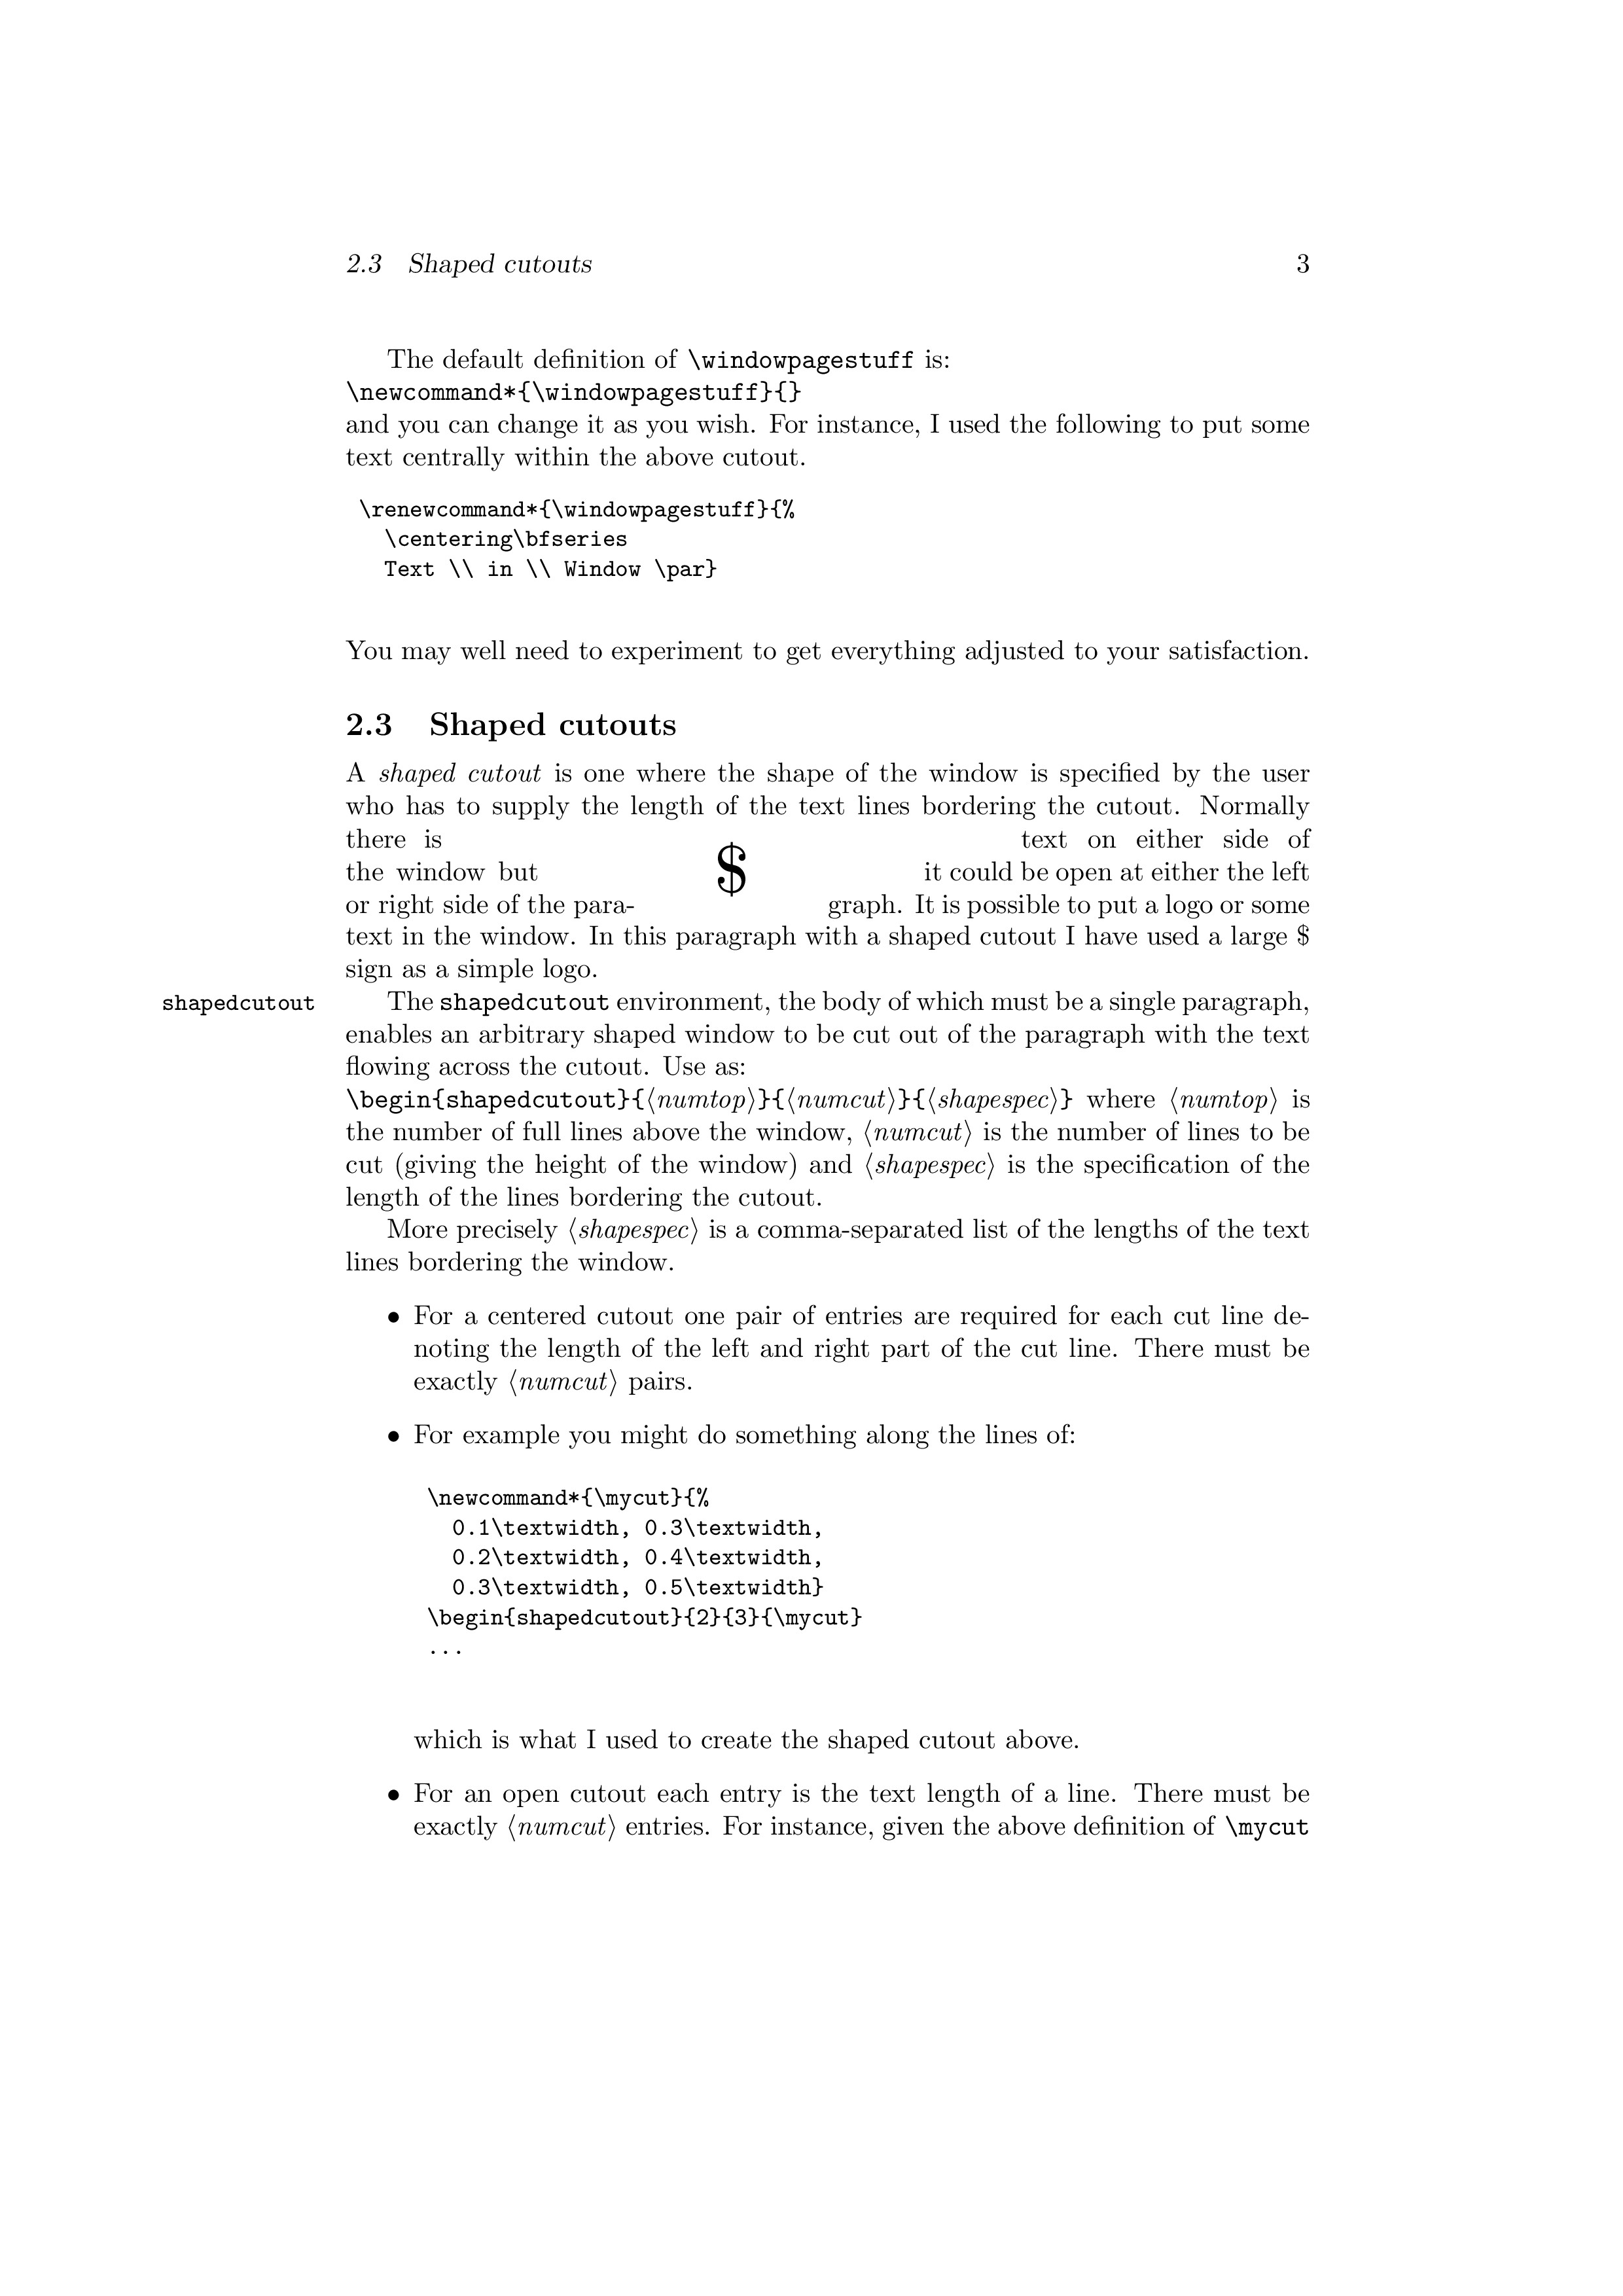 2.3 Shaped cutouts 3
The default definition of \windowpagestuff is:
\newcommand*{\windowpagestuff}{}
and you can change it as you wish. For instance, I used the following to put some
text centrally within the above cutout.
\renewcommand*{\windowpagestuff}{%
\centering\bfseries
Text \\ in \\ Window \par}
You may well need to experiment to get everything adjusted to your satisfaction.
2.3 Shaped cutouts
A shaped cutout is one where the shape of the window is specified by the user
who has to supply the length of the text lines bordering the cutout. Normally
there is text on either side of
$
the window but it could be open at either the left
or right side of the para- graph. It is possible to put a logo or some
text in the window. In this paragraph with a shaped cutout I have used a large $
sign as a simple logo.
shapedcutout The shapedcutout environment, the body of which must be a single paragraph,
enables an arbitrary shaped window to be cut out of the paragraph with the text
flowing across the cutout. Use as:
\begin{shapedcutout}{⟨numtop⟩}{⟨numcut⟩}{⟨shapespec⟩} where ⟨numtop⟩ is
the number of full lines above the window, ⟨numcut⟩ is the number of lines to be
cut (giving the height of the window) and ⟨shapespec⟩ is the specification of the
length of the lines bordering the cutout.
More precisely ⟨shapespec⟩ is a comma-separated list of the lengths of the text
lines bordering the window.
• For a centered cutout one pair of entries are required for each cut line de-
noting the length of the left and right part of the cut line. There must be
exactly ⟨numcut⟩ pairs.
• For example you might do something along the lines of:
\newcommand*{\mycut}{%
0.1\textwidth, 0.3\textwidth,
0.2\textwidth, 0.4\textwidth,
0.3\textwidth, 0.5\textwidth}
\begin{shapedcutout}{2}{3}{\mycut}
...
which is what I used to create the shaped cutout above.
• For an open cutout each entry is the text length of a line. There must be
exactly ⟨numcut⟩ entries. For instance, given the above definition of \mycut